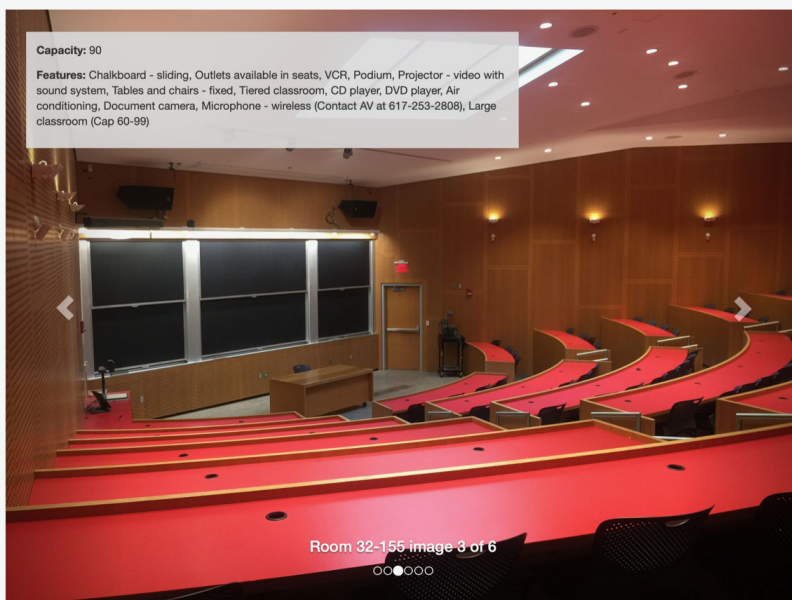 Capacity: 90
Features: Chalkboard - sliding, Outlets available in seats, VCR, Podium, Projector - video with
sound system, Tables and chairs - fixed, Tiered classroom, CD player, DVD player, Air
conditioning, Document camera, Microphone - wireless (Contact AV at 617-253-2808), Large
classroom (Cap 60-99)
Room 32-155 image 3 of 6